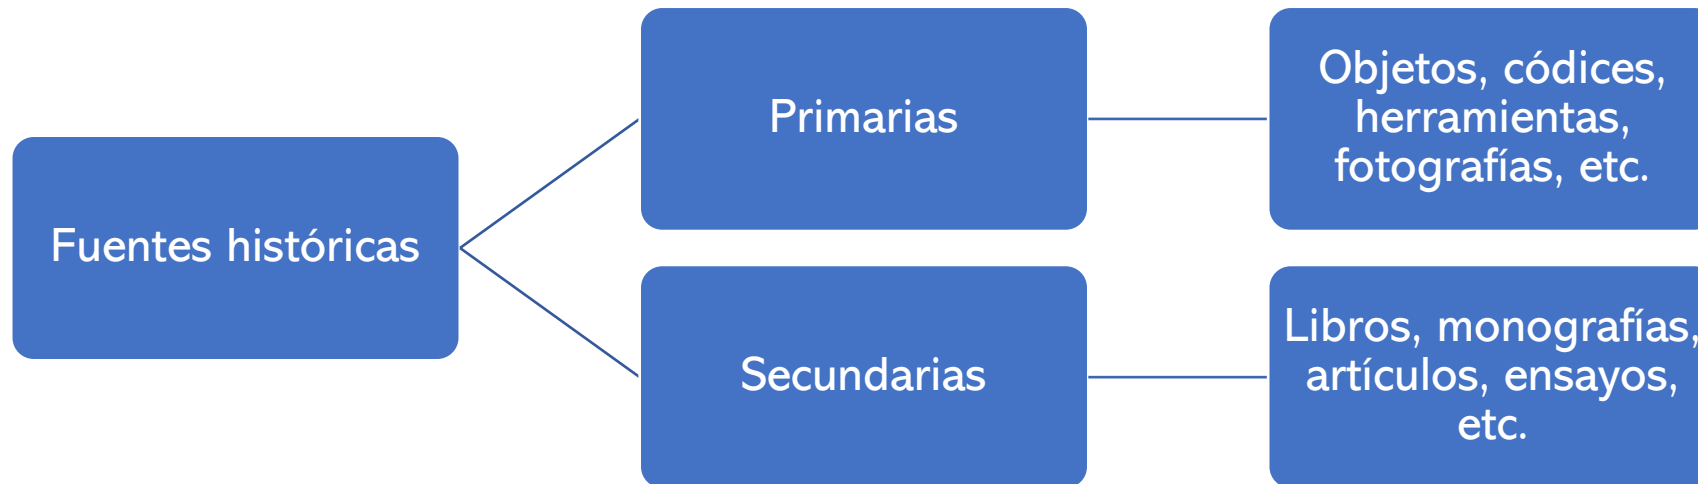 Fuentes históricas
Primarias
Objetos, códices,
herramientas,
fotografías, etc.
Secundarias
Libros, monografías,
artículos, ensayos,
etc.